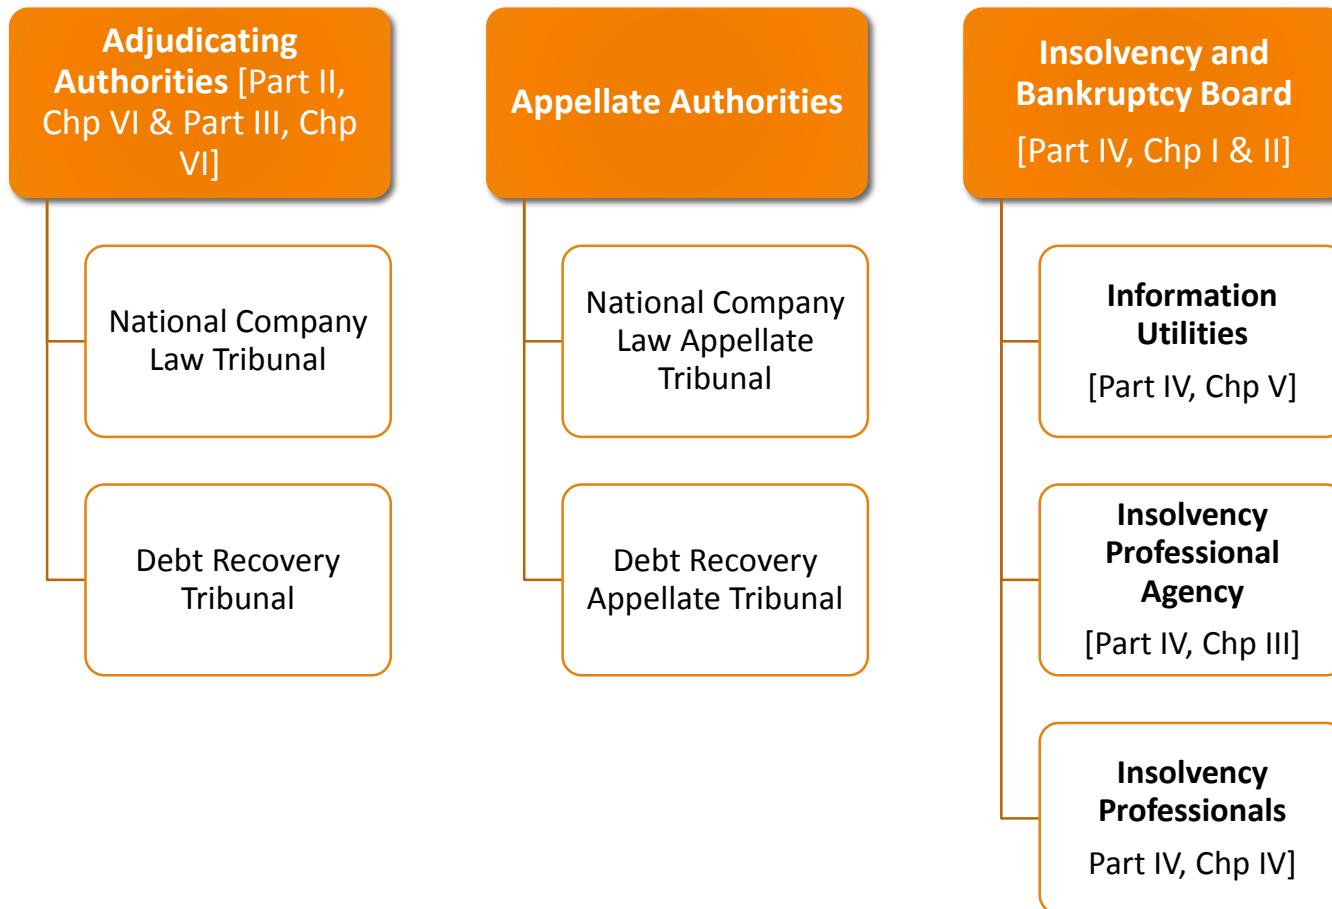 Adjudicating
Authorities [Part II,
Chp VI & Part III, Chp
VI]
National Company
Law Tribunal
Debt Recovery
Tribunal
Appellate Authorities
National Company
Law Appellate
Tribunal
Debt Recovery
Appellate Tribunal
Insolvency and
Bankruptcy Board
[Part IV, Chp I & II]
Information
Utilities
[Part IV, Chp V]
Insolvency
Professional
Agency
[Part IV, Chp III]
Insolvency
Professionals
Part IV, Chp IV]